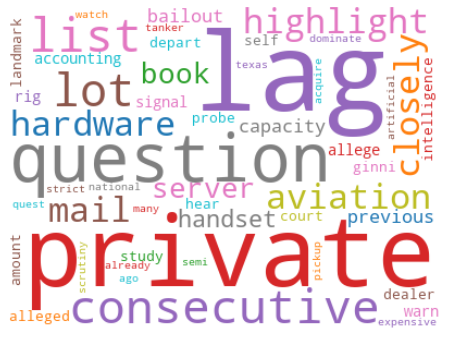 watch
bailout
tanker
highlight
list
depart
self
dominate
landmark
accounting
texas
lag
acquire
closely
lot
book
rig
signal
probe
artificial
intelligence
hardware
capacity
allege
question
ginni
server
aviation
strict
national
mail
handset
court
previous
quest
many
hear
private
amount
scrutiny
study
already
semi
pickup
ago
dealer
consecutive
alleged
warn
expensive